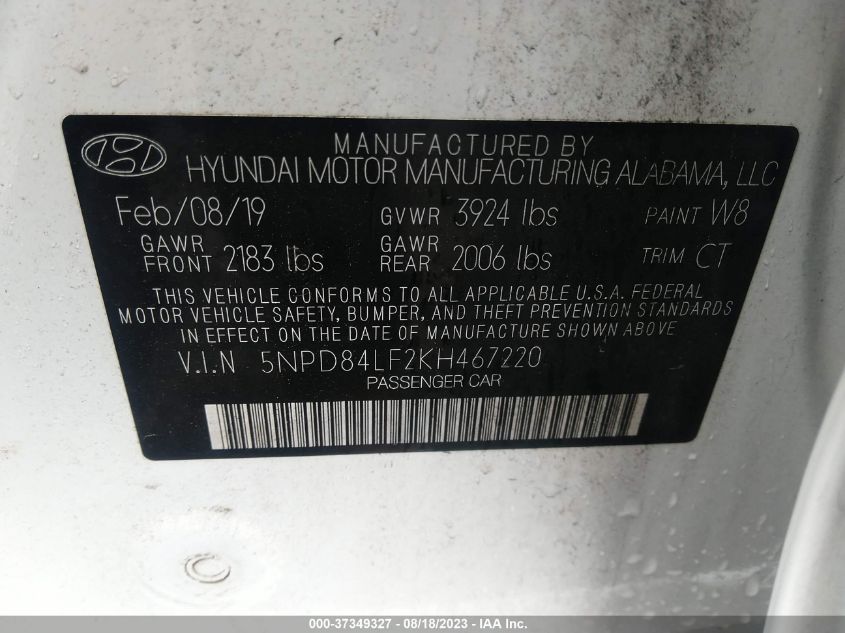 MANUFACTURED BY
HYUNDAI MOTOR MANUFACTURING ALABAMA, LLC
Feb/08/19 GVWR 3924 lbs PAINT W8
GAWR FRONT 2183 lbs GAWR REAR 2006 lbs TRIM CT
THIS VEHICLE CONFORMS TO ALL APPLICABLE U.S.A. FEDERAL
MOTOR VEHICLE SAFETY, BUMPER, AND THEFT PREVENTION STANDARDS
IN EFFECT ON THE DATE OF MANUFACTURE SHOWN ABOVE
V.I.N 5NPD84LF2KH467220
PASSENGER CAR
000-37349327 - 08/18/2023 - IAAI.COM